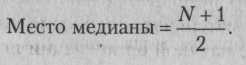 Место медианы = (N + 1) / 2.